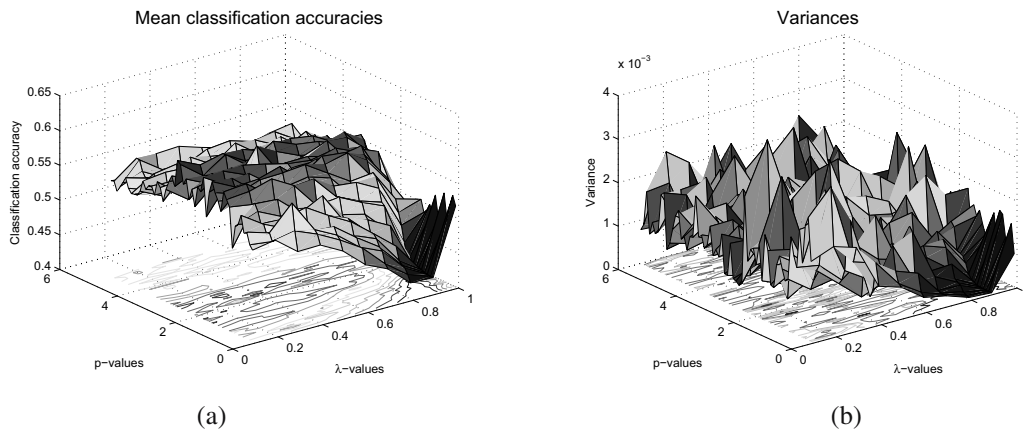 Mean classification accuracies
0.65
0.6
0.55
0.5
0.45
0.4
Classification accuracy
6
4
2
0
p−values
0
0.2
0.4
0.6
0.8
1
λ−values
(a)
Variances
x 10⁻³
4
3
2
1
0
Variance
6
4
2
0
p−values
0
0.2
0.4
0.6
0.8
1
λ−values
(b)